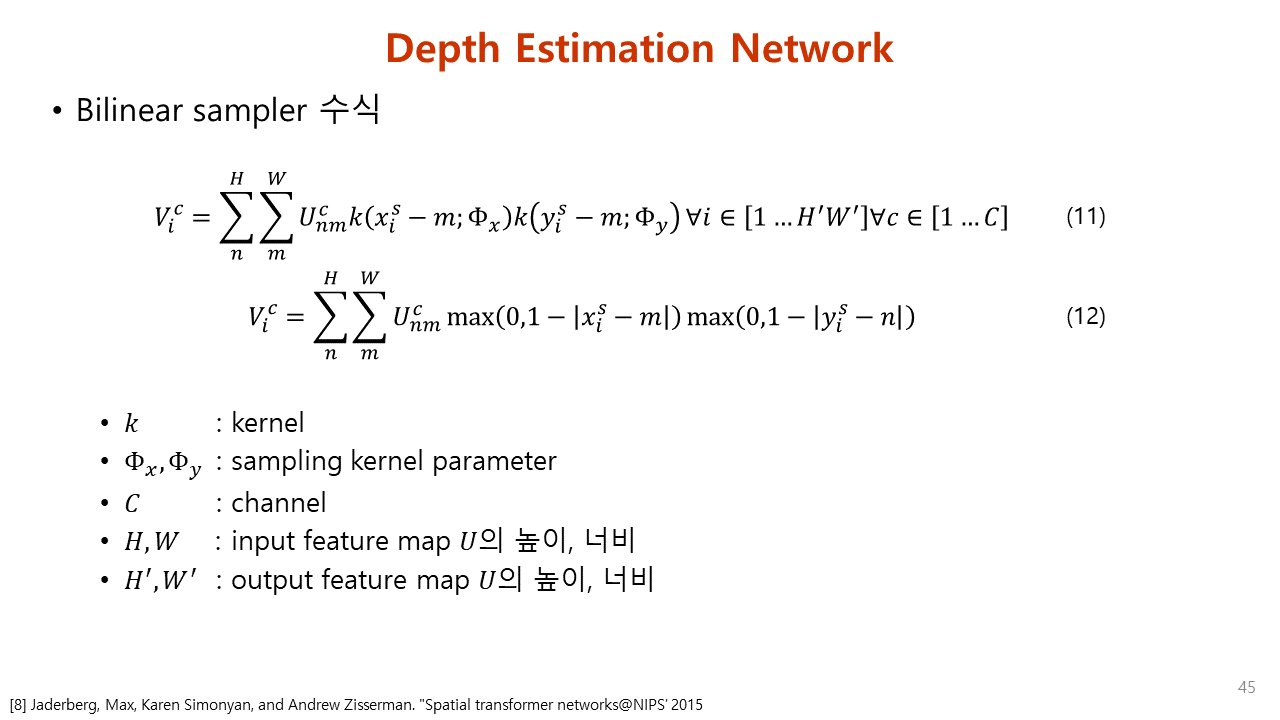 Depth Estimation Network
• Bilinear sampler 수식
$V_i^c = \sum_n^H \sum_m^W U_{nm}^c k(x_i^s - m; \Phi_x) k(y_i^s - m; \Phi_y) \forall i \in [1 \ldots H'W'] \forall c \in [1 \ldots C]$ (11)
$V_i^c = \sum_n^H \sum_m^W U_{nm}^c \max(0,1 - |x_i^s - m|) \max(0,1 - |y_i^s - n|)$ (12)
• $k$ : kernel
• $\Phi_x, \Phi_y$ : sampling kernel parameter
• $C$ : channel
• $H, W$ : input feature map $U$의 높이, 너비
• $H', W'$ : output feature map $U$의 높이, 너비
45
[8] Jaderberg, Max, Karen Simonyan, and Andrew Zisserman. "Spatial transformer networks@NIPS' 2015